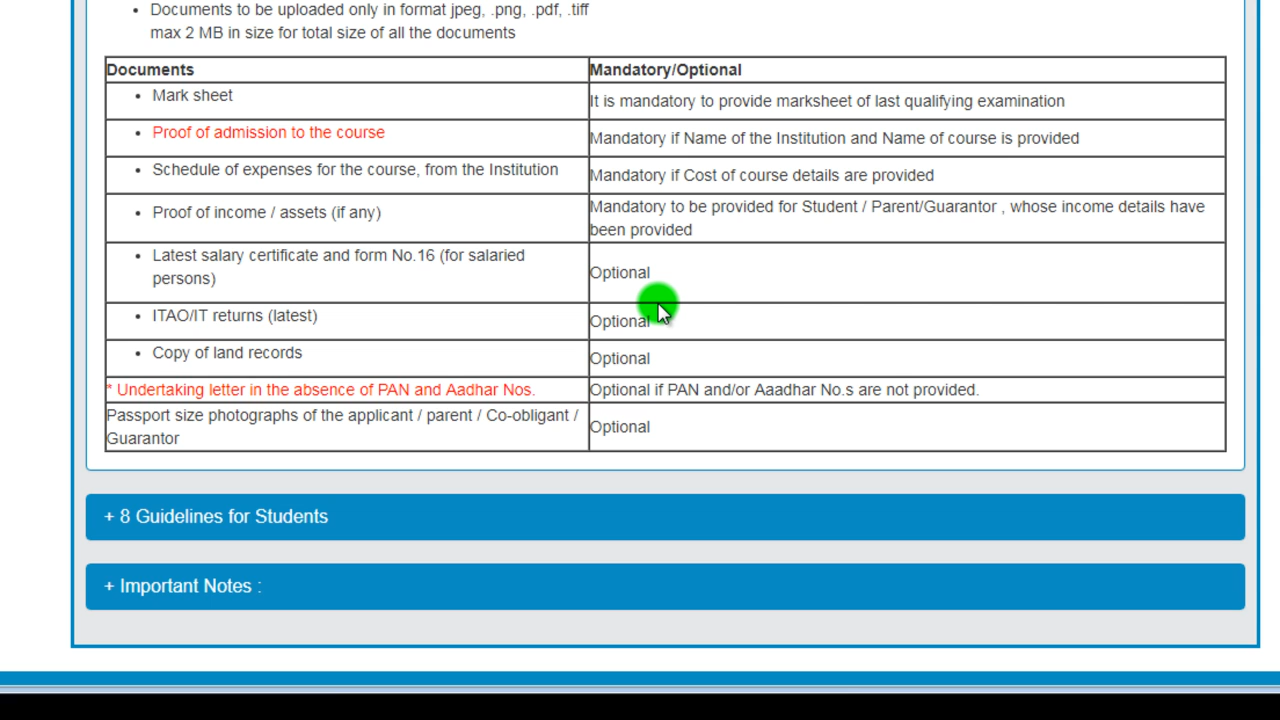 • Documents to be uploaded only in format jpeg, .png, .pdf, .tiff
max 2 MB in size for total size of all the documents
Documents Mandatory/Optional
• Mark sheet It is mandatory to provide marksheet of last qualifying examination
• Proof of admission to the course Mandatory if Name of the Institution and Name of course is provided
• Schedule of expenses for the course, from the Institution Mandatory if Cost of course details are provided
• Proof of income / assets (if any) Mandatory to be provided for Student / Parent/Guarantor , whose income details have
been provided
• Latest salary certificate and form No.16 (for salaried
persons) Optional
• ITAO/IT returns (latest) Optional
• Copy of land records Optional
* Undertaking letter in the absence of PAN and Aadhar Nos. Optional if PAN and/or Aaadhar No.s are not provided.
Passport size photographs of the applicant / parent / Co-obligant /
Guarantor Optional
+ 8 Guidelines for Students
+ Important Notes :